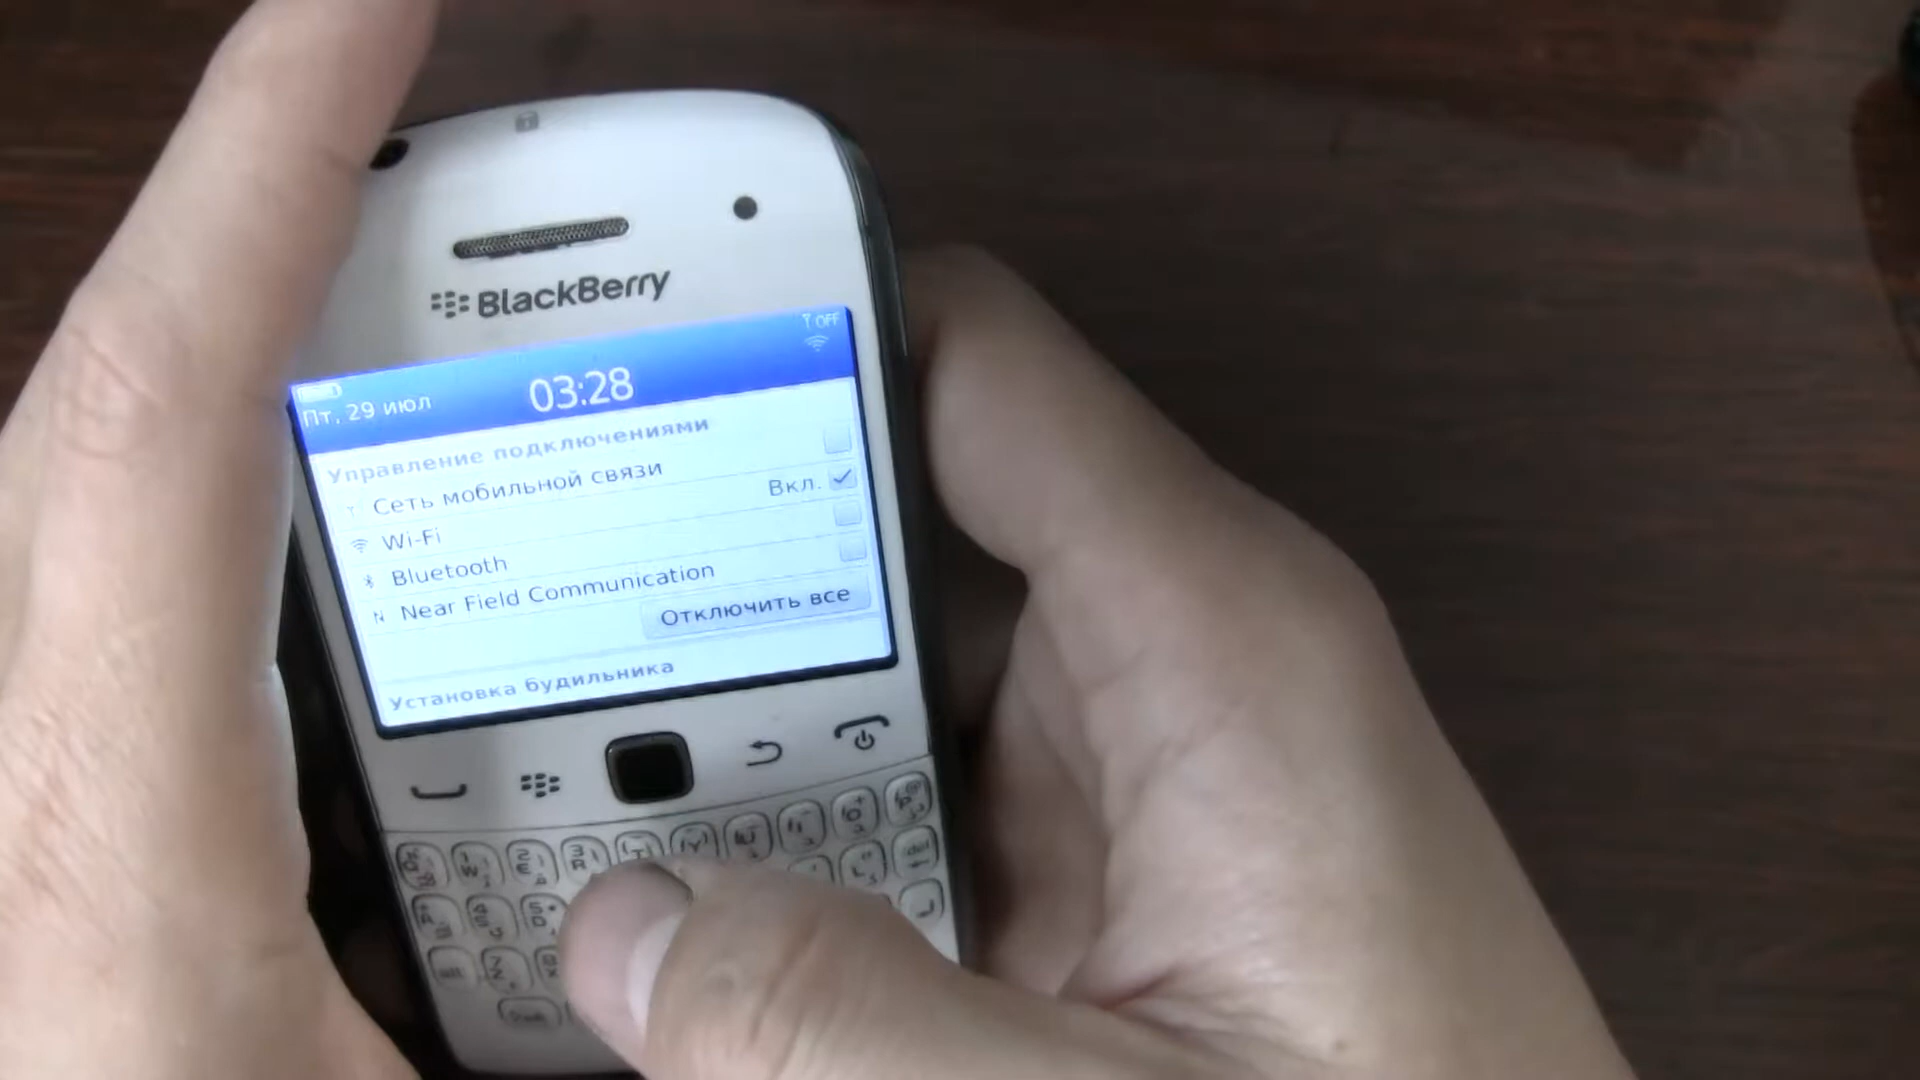 BlackBerry
OFF
Пт, 29 июл
03:28
Управление подключениями
Сеть мобильной связи
Wi-Fi
Вкл.
Bluetooth
Near Field Communication
Отключить все
Установка будильника